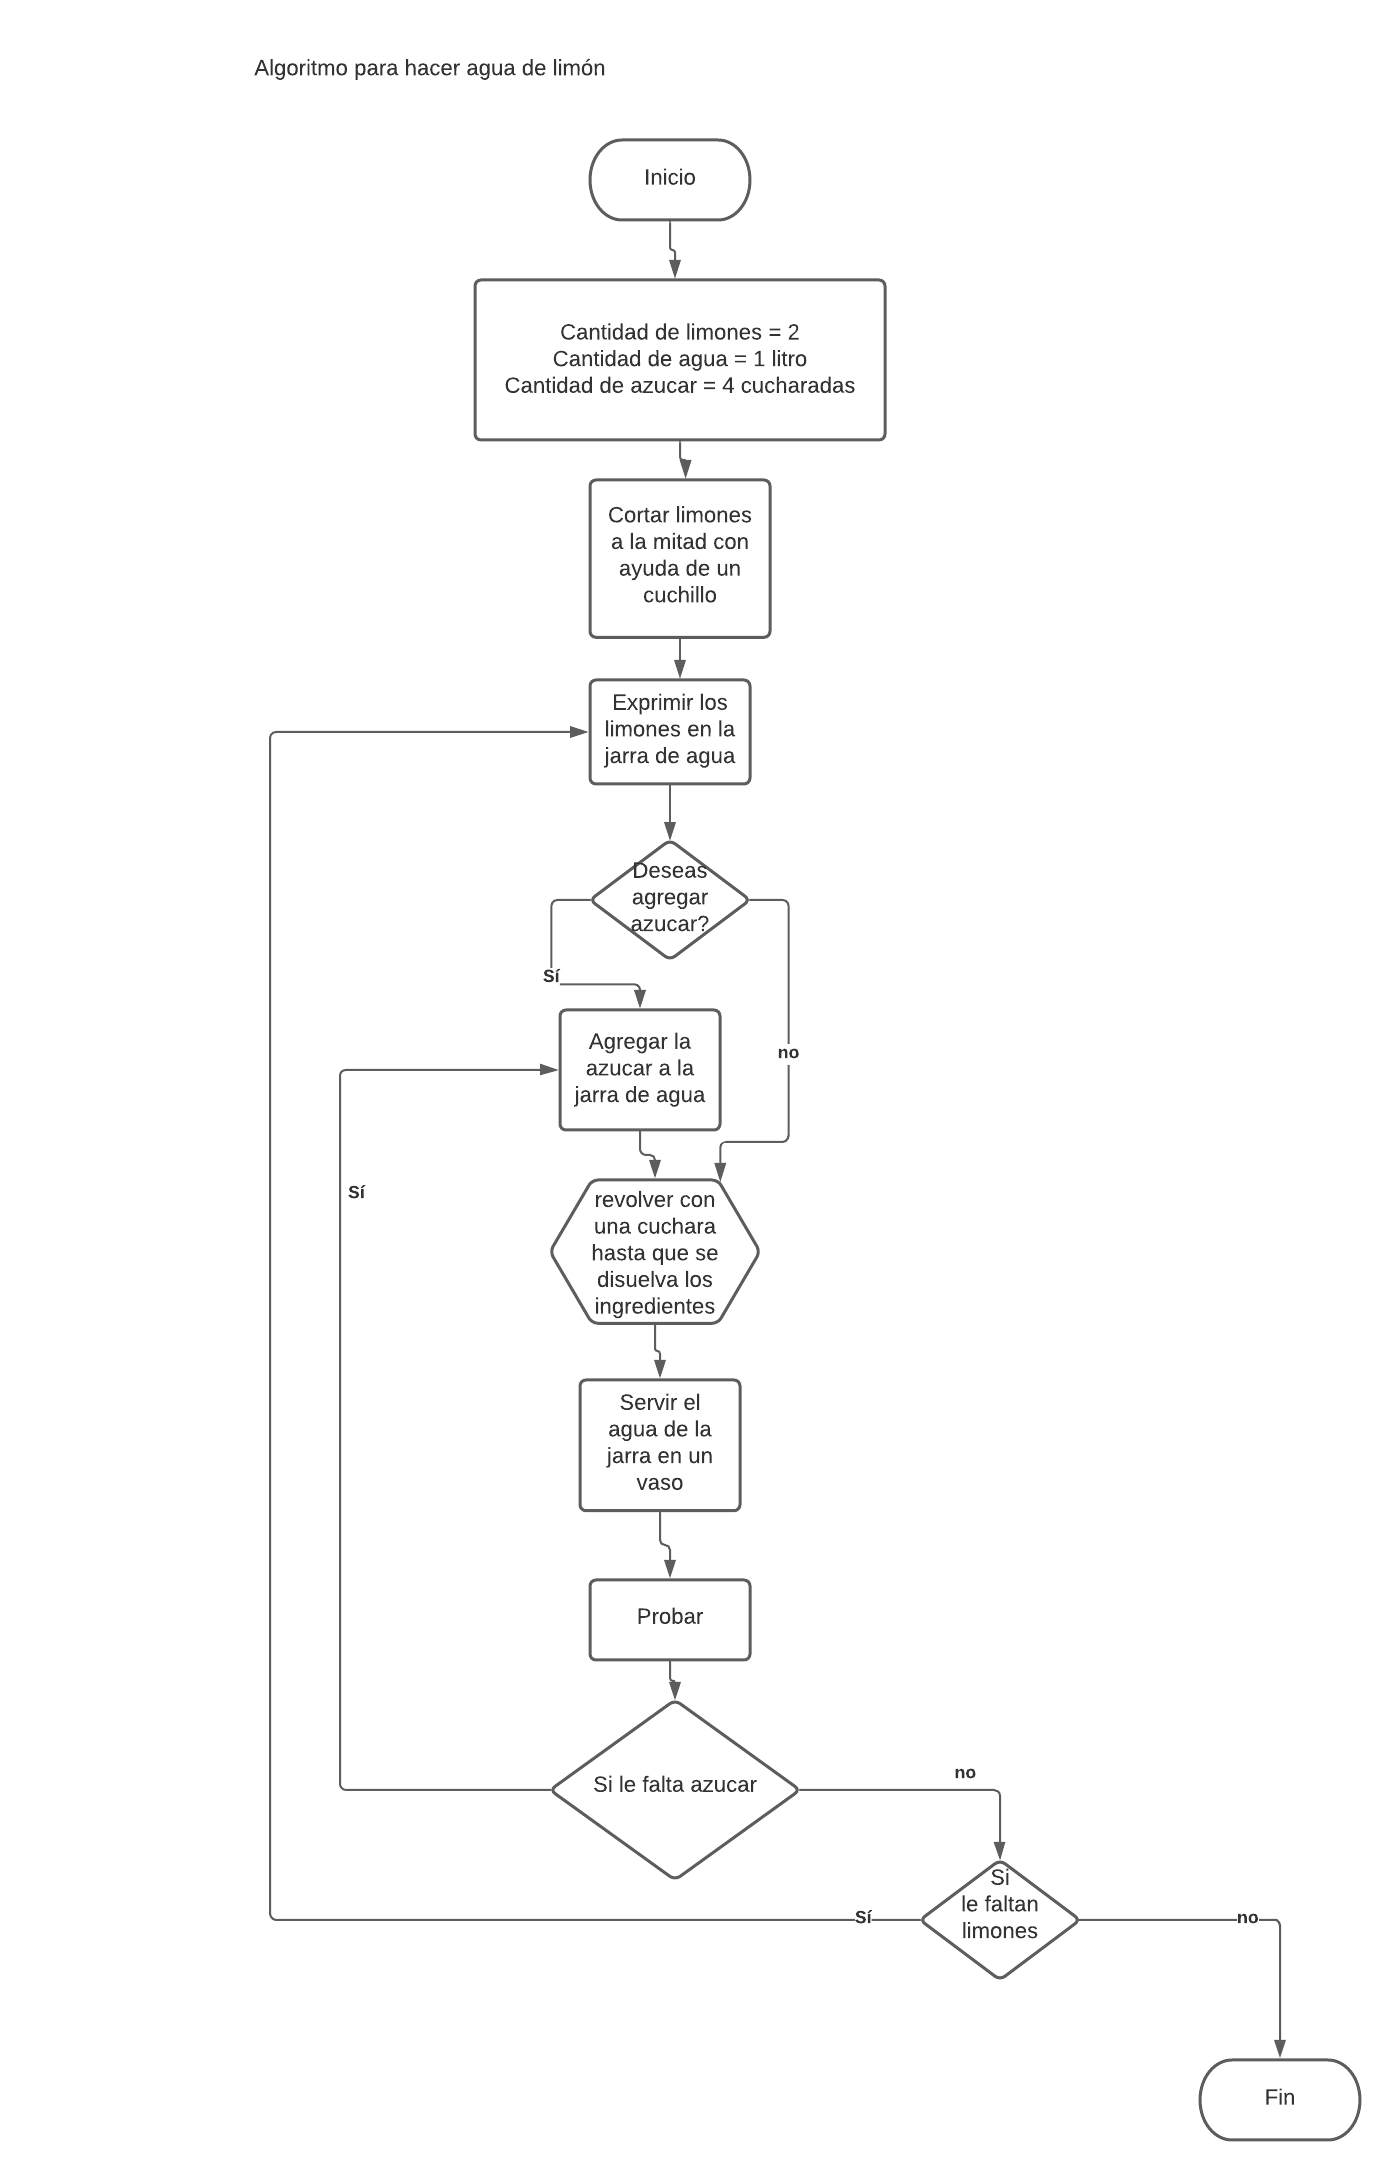 Algoritmo para hacer agua de limón
Inicio
Cantidad de limones = 2
Cantidad de agua = 1 litro
Cantidad de azucar = 4 cucharadas
Cortar limones
a la mitad con
ayuda de un
cuchillo
Exprimir los
limones en la
jarra de agua
Deseas
agregar
azucar?
Sí
no
Agregar la
azucar a la
jarra de agua
Sí
revolver con
una cuchara
hasta que se
disuelva los
ingredientes
Servir el
agua de la
jarra en un
vaso
Probar
Si le falta azucar
no
Si
le faltan
limones
Sí
no
Fin